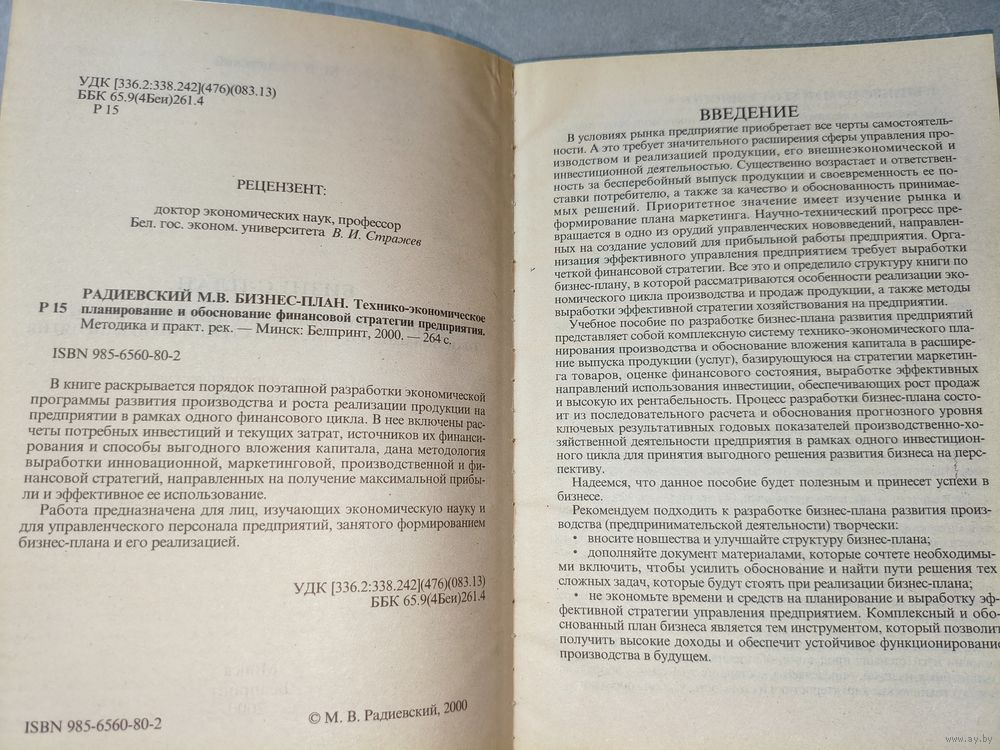 УДК [336.2:338.242](476)(083.13)
ББК 65.9(4Беи)261.4
Р 15
РЕЦЕНЗЕНТ:
доктор экономических наук, профессор
Бел. гос. эконом. университета В. И. Стражев
РАДИЕВСКИЙ М.В. БИЗНЕС-ПЛАН. Технико-экономическое
Р 15 планирование и обоснование финансовой стратегии предприятия.
Методика и практ. рек. — Минск: Белпринт, 2000. — 264 с.
ISBN 985-6560-80-2
В книге раскрывается порядок поэтапной разработки экономической
программы развития производства и роста реализации продукции на
предприятии в рамках одного финансового цикла. В нее включены рас-
четы потребных инвестиций и текущих затрат, источников их финанси-
рования и способы выгодного вложения капитала, дана методология
выработки инновационной, маркетинговой, производственной и фи-
нансовой стратегий, направленных на получение максимальной прибы-
ли и эффективное ее использование.
Работа предназначена для лиц, изучающих экономическую науку и
для управленческого персонала предприятий, занятого формированием
бизнес-плана и его реализацией.
УДК [336.2:338.242](476)(083.13)
ББК 65.9(4Беи)261.4
ISBN 985-6560-80-2
© М. В. Радиевский, 2000
ВВЕДЕНИЕ
В условиях рынка предприятие приобретает все черты самостоятель-
ности. А это требует значительного расширения сферы управления про-
изводством и реализацией продукции, его внешнеэкономической и
инвестиционной деятельностью. Существенно возрастает и ответствен-
ность за бесперебойный выпуск продукции и своевременность ее по-
ставки потребителю, а также за качество и обоснованность принимае-
мых решений. Приоритетное значение имеет изучение рынка и
формирование плана маркетинга. Научно-технический прогресс пре-
вращается в одно из орудий управленческих нововведений, направлен-
ных на создание условий для прибыльной работы предприятия. Орга-
низация эффективного управления предприятием требует выработки
четкой финансовой стратегии. Все это и определило структуру книги по
бизнес-плану, в которой рассматриваются особенности реализации эко-
номического цикла производства и продаж продукции, а также методы
выработки эффективной стратегии хозяйствования на предприятии.
Учебное пособие по разработке бизнес-плана развития предприятий
представляет собой комплексную систему технико-экономического пла-
нирования производства и обоснование вложения капитала в расшире-
ние выпуска продукции (услуг), базирующуюся на стратегии маркетин-
га товаров, оценке финансового состояния, выработке эффективных
направлений использования инвестиции, обеспечивающих рост продаж
и высокую их рентабельность. Процесс разработки бизнес-плана состо-
ит из последовательного расчета и обоснования прогнозного уровня
ключевых результативных годовых показателей производственно-хо-
зяйственной деятельности предприятия в рамках одного инвестицион-
ного цикла для принятия выгодного решения развития бизнеса на перс-
пективу.
Надеемся, что данное пособие будет полезным и принесет успехи в
бизнесе.
Рекомендуем подходить к разработке бизнес-плана развития произ-
водства (предпринимательской деятельности) творчески:
• вносите новшества и улучшайте структуру бизнес-плана;
• дополняйте документ материалами, которые сочтете необходимы-
ми включить, чтобы усилить обоснование и найти пути решения тех
сложных задач, которые будут стоять при реализации бизнес-плана;
• не экономьте времени и средств на планирование и выработку эф-
фективной стратегии управления предприятием. Комплексный и обо-
снованный план бизнеса является тем инструментом, который позволит
получить высокие доходы и обеспечит устойчивое функционирование
производства в будущем.
www.ay.by